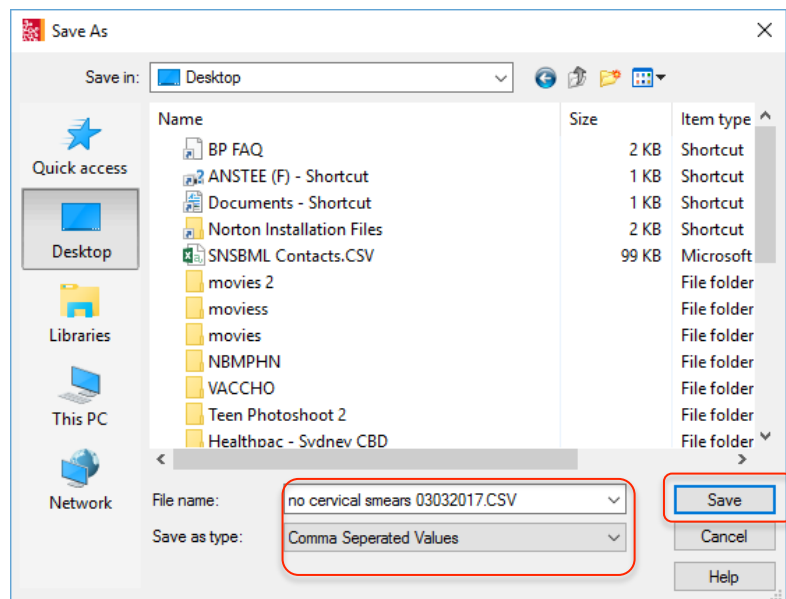 Save As
Save in: Desktop
Name Size Item type
BP FAQ 2 KB Shortcut
ANSTEE (F) - Shortcut 1 KB Shortcut
Documents - Shortcut 1 KB Shortcut
Norton Installation Files 2 KB Shortcut
SNSBML Contacts.CSV 99 KB Microsoft
movies 2 File folder
moviess File folder
movies File folder
NBMPHN File folder
VACCHO File folder
Teen Photoshoot 2 File folder
Healthpac - Sydney CBD File folder
Quick access
Desktop
Libraries
This PC
Network
File name: no cervical smears 03032017.CSV Save
Save as type: Comma Seperated Values Cancel
Help